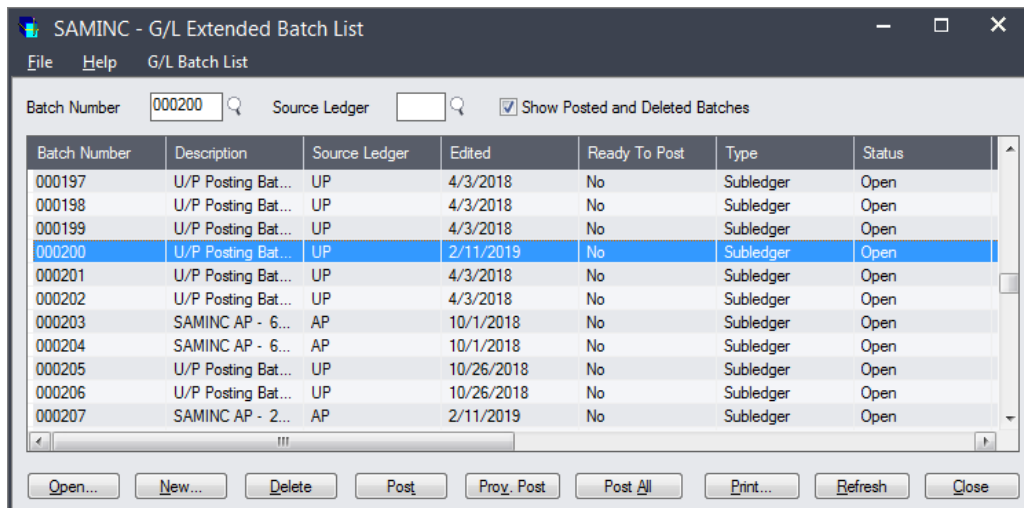 SAMINC - G/L Extended Batch List
File Help G/L Batch List
Batch Number 000200 Source Ledger Show Posted and Deleted Batches
Batch Number Description Source Ledger Edited Ready To Post Type Status
000197 U/P Posting Bat... UP 4/3/2018 No Subledger Open
000198 U/P Posting Bat... UP 4/3/2018 No Subledger Open
000199 U/P Posting Bat... UP 4/3/2018 No Subledger Open
000200 U/P Posting Bat... UP 2/11/2019 No Subledger Open
000201 U/P Posting Bat... UP 4/3/2018 No Subledger Open
000202 U/P Posting Bat... UP 4/3/2018 No Subledger Open
000203 SAMINC AP - 6... AP 10/1/2018 No Subledger Open
000204 SAMINC AP - 6... AP 10/1/2018 No Subledger Open
000205 U/P Posting Bat... UP 10/26/2018 No Subledger Open
000206 U/P Posting Bat... UP 10/26/2018 No Subledger Open
000207 SAMINC AP - 2... AP 2/11/2019 No Subledger Open
Open... New... Delete Post Prov. Post Post All Print... Refresh Close